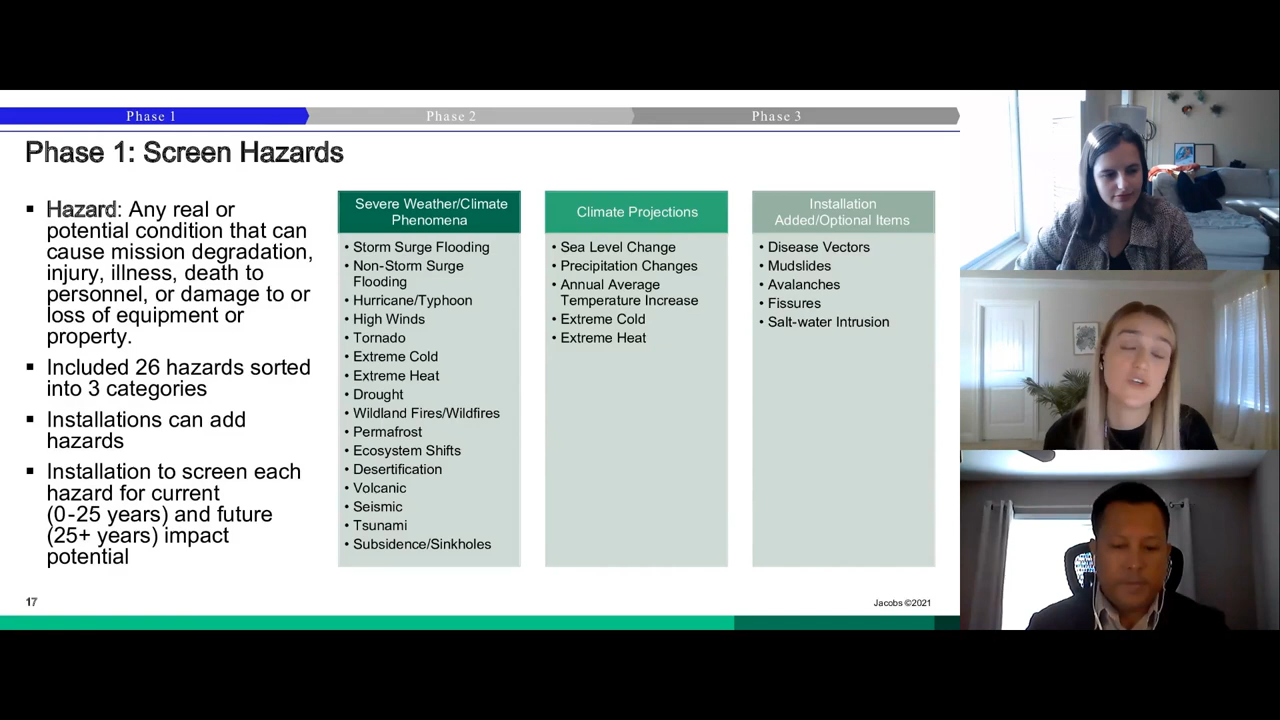 Phase 1
Phase 2
Phase 3
Phase 1: Screen Hazards
▪ Hazard: Any real or
potential condition that can
cause mission degradation,
injury, illness, death to
personnel, or damage to or
loss of equipment or
property.
▪ Included 26 hazards sorted
into 3 categories
▪ Installations can add
hazards
▪ Installation to screen each
hazard for current
(0-25 years) and future
(25+ years) impact
potential
Severe Weather/Climate
Phenomena
• Storm Surge Flooding
• Non-Storm Surge
Flooding
• Hurricane/Typhoon
• High Winds
• Tornado
• Extreme Cold
• Extreme Heat
• Drought
• Wildland Fires/Wildfires
• Permafrost
• Ecosystem Shifts
• Desertification
• Volcanic
• Seismic
• Tsunami
• Subsidence/Sinkholes
Climate Projections
• Sea Level Change
• Precipitation Changes
• Annual Average
Temperature Increase
• Extreme Cold
• Extreme Heat
Installation
Added/Optional Items
• Disease Vectors
• Mudslides
• Avalanches
• Fissures
• Salt-water Intrusion
17
Jacobs ©2021